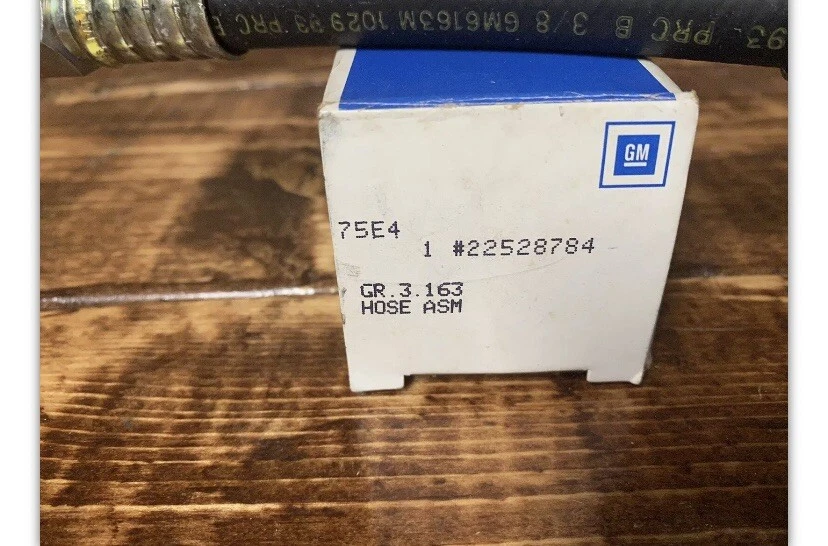 93 PRC B 3/8 GM6163M 1029 93 PRC
GM
75E4
1 #22528784
GR.3.163
HOSE ASM